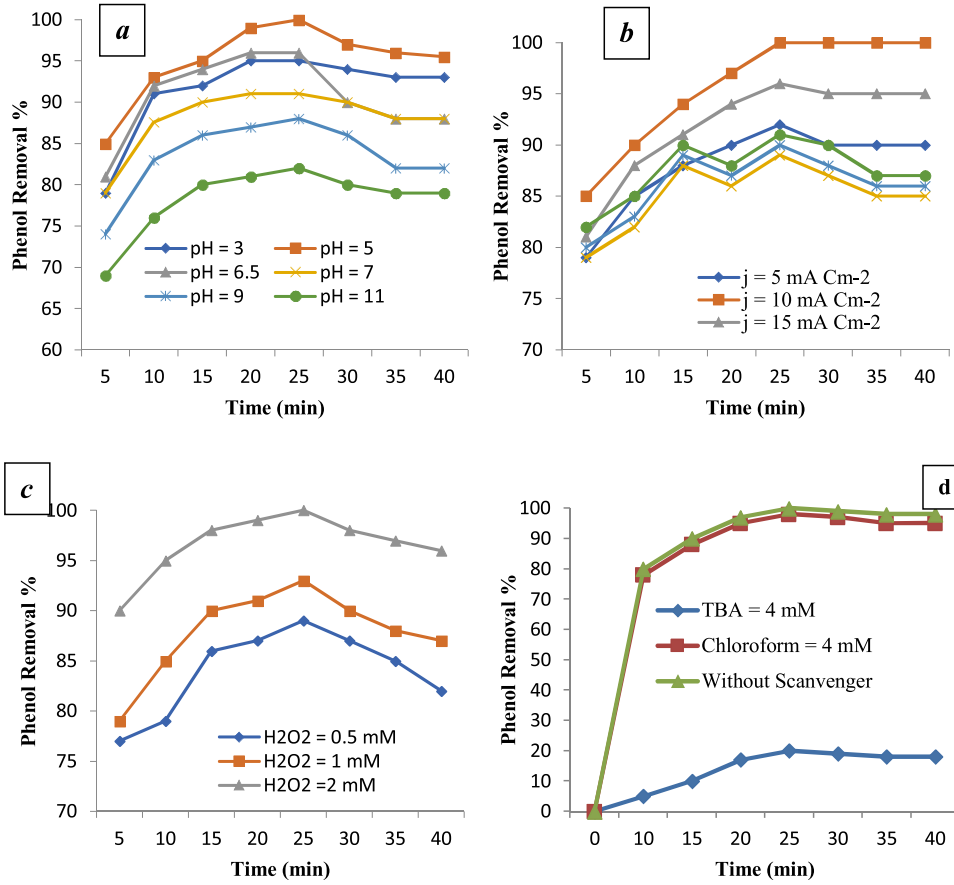 a
Phenol Removal %
100
95
90
85
80
75
70
65
60
pH = 3
pH = 5
pH = 6.5
pH = 7
pH = 9
pH = 11
5 10 15 20 25 30 35 40
Time (min)
b
Phenol Removal %
100
95
90
85
80
75
70
j = 5 mA Cm-2
j = 10 mA Cm-2
j = 15 mA Cm-2
5 10 15 20 25 30 35 40
Time (min)
c
Phenol Removal %
100
95
90
85
80
75
70
H2O2 = 0.5 mM
H2O2 = 1 mM
H2O2 =2 mM
5 10 15 20 25 30 35 40
Time (min)
d
Phenol Removal %
100
90
80
70
60
50
40
30
20
10
0
TBA = 4 mM
Chloroform = 4 mM
Without Scanvenger
0 10 15 20 25 30 35 40
Time (min)